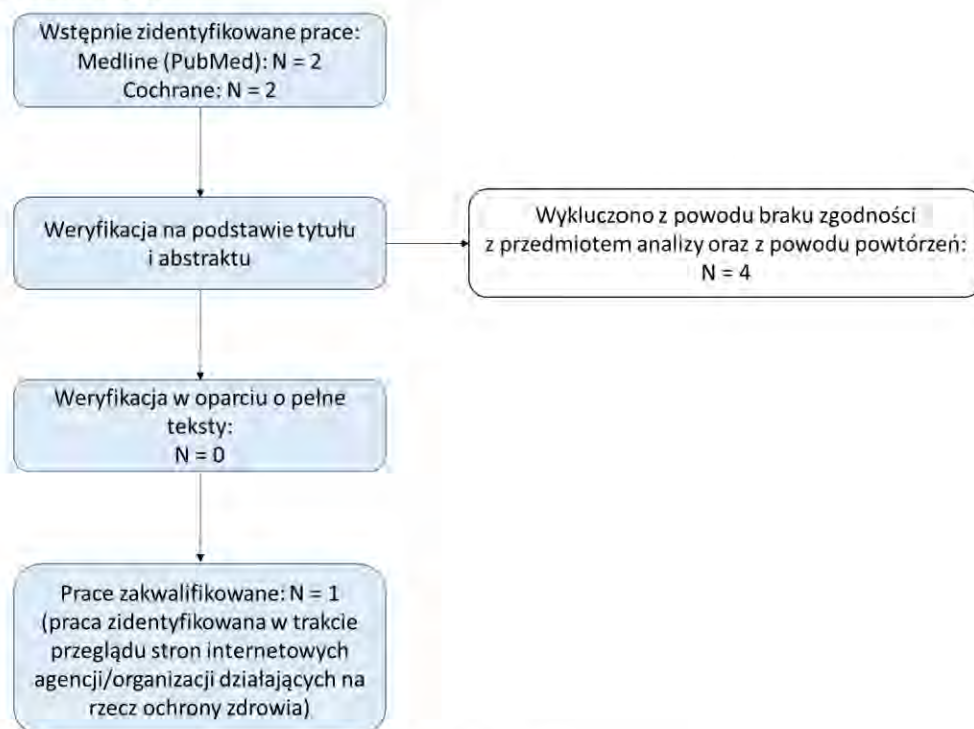 Wstępnie zidentyfikowane prace:
Medline (PubMed): N = 2
Cochrane: N = 2
Weryfikacja na podstawie tytułu
i abstraktu
Wykluczono z powodu braku zgodności
z przedmiotem analizy oraz z powodu powtórzeń:
N = 4
Weryfikacja w oparciu o pełne
teksty:
N = 0
Prace zakwalifikowane: N = 1
(praca zidentyfikowana w trakcie
przeglądu stron internetowych
agencji/organizacji działających na
rzecz ochrony zdrowia)